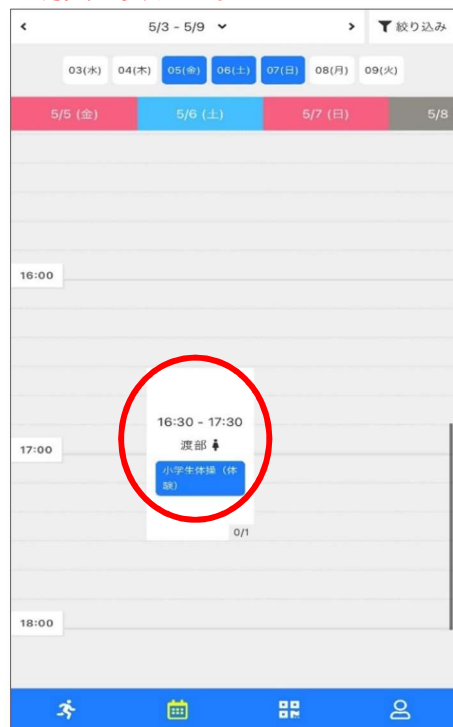 5/3 - 5/9
絞り込み
03(水) 04(木) 05(金) 06(土) 07(日) 08(月) 09(火)
5/5 (金) 5/6 (土) 5/7 (日) 5/8
16:00
16:30 - 17:30
渡部
17:00
小学生体操（体
験）
0/1
18:00